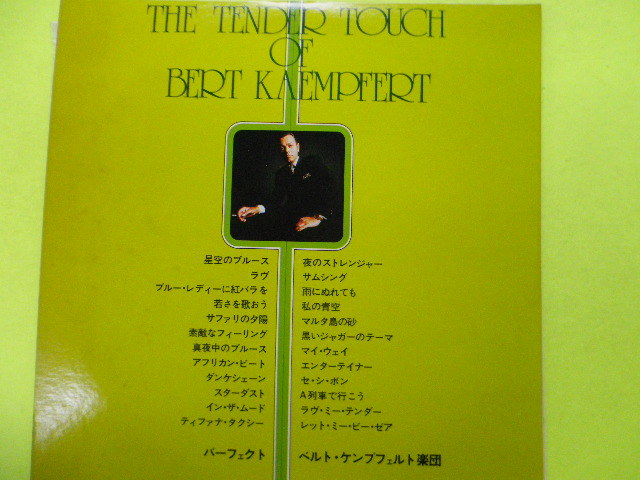 THE TENDER TOUCH
OF
BERT KAEMPFERT
星空のブルース
ラヴ
ブルー・レディーに紅バラを
若さを歌おう
サファリの夕陽
素敵なフィーリング
真夜中のブルース
アフリカン・ビート
ダンケシェーン
スターダスト
イン・ザ・ムード
ティファナ・タクシー
夜のストレンジャー
サムシング
雨にぬれても
私の青空
マルタ島の砂
黒いジャガーのテーマ
マイ・ウェイ
エンターテイナー
セ・シ・ボン
A列車で行こう
ラヴ・ミー・テンダー
レット・ミー・ビー・ゼア
パーフェクト
ベルト・ケンプフェルト楽団